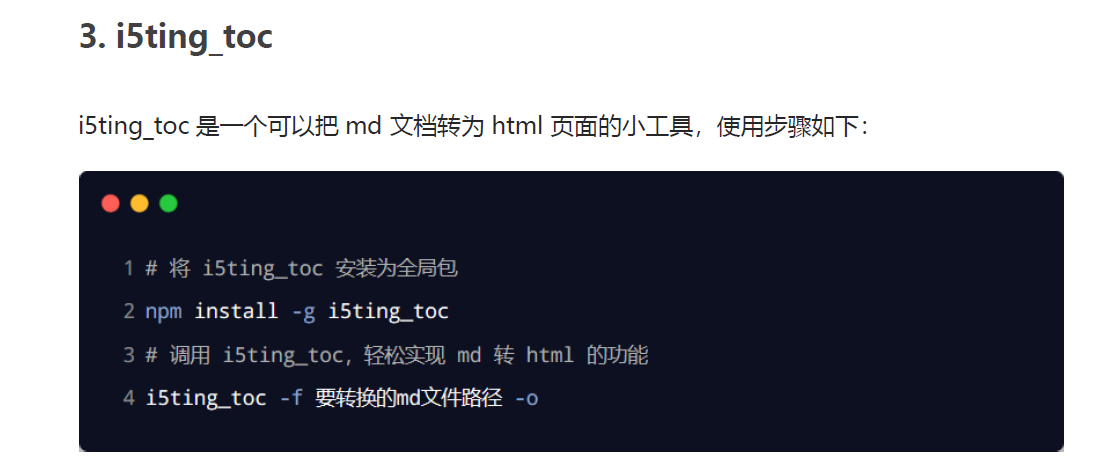 3. i5ting_toc
i5ting_toc 是一个可以把 md 文档转为 html 页面的小工具，使用步骤如下：
1 # 将 i5ting_toc 安装为全局包
2 npm install -g i5ting_toc
3 # 调用 i5ting_toc，轻松实现 md 转 html 的功能
4 i5ting_toc -f 要转换的md文件路径 -o